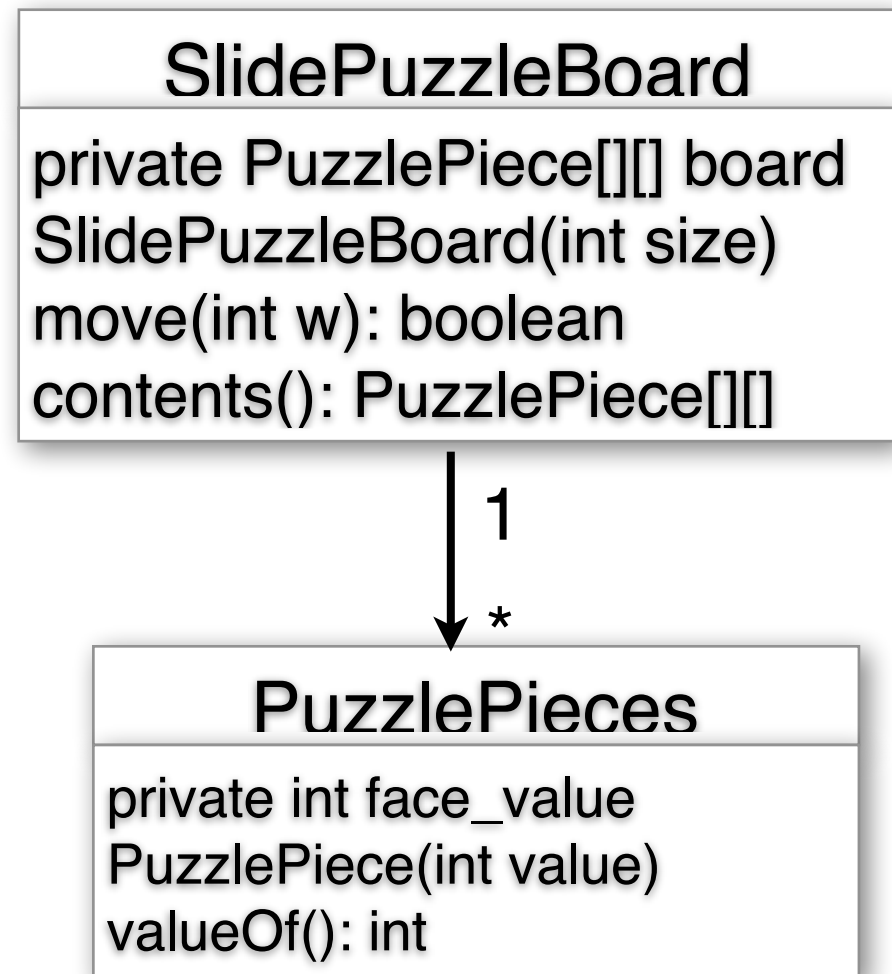 SlidePuzzleBoard
private PuzzlePiece[][] board
SlidePuzzleBoard(int size)
move(int w): boolean
contents(): PuzzlePiece[][]
1
*
PuzzlePieces
private int face_value
PuzzlePiece(int value)
valueOf(): int